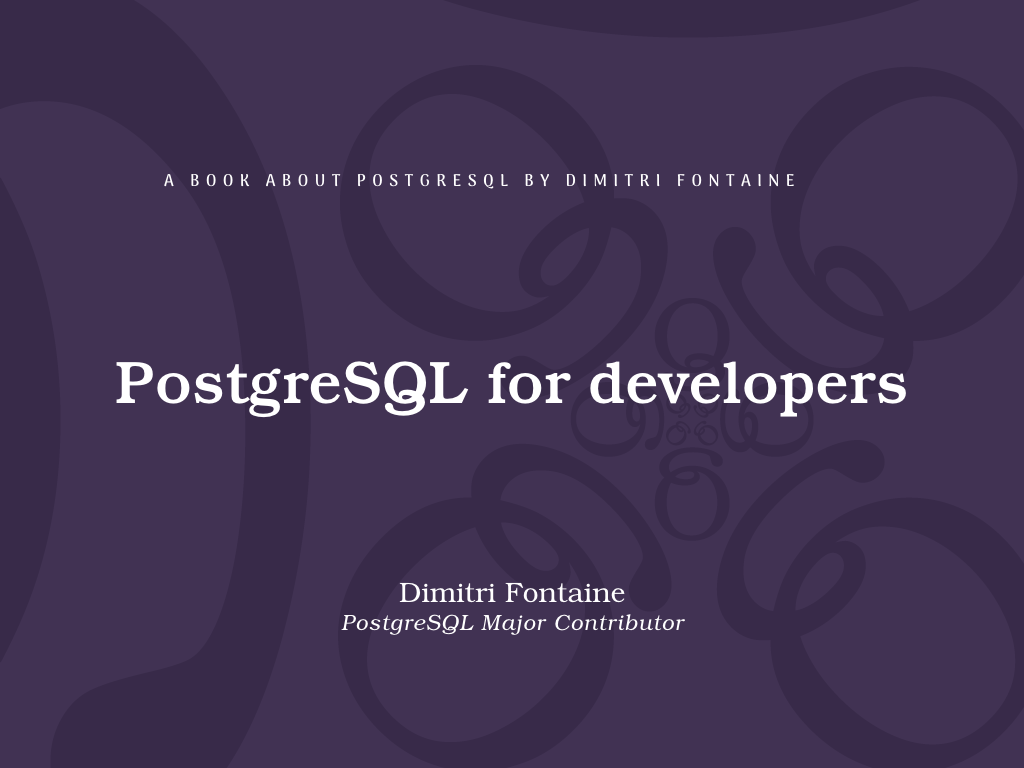 A BOOK ABOUT POSTGRESQL BY DIMITRI FONTAINE
PostgreSQL for developers
Dimitri Fontaine
PostgreSQL Major Contributor